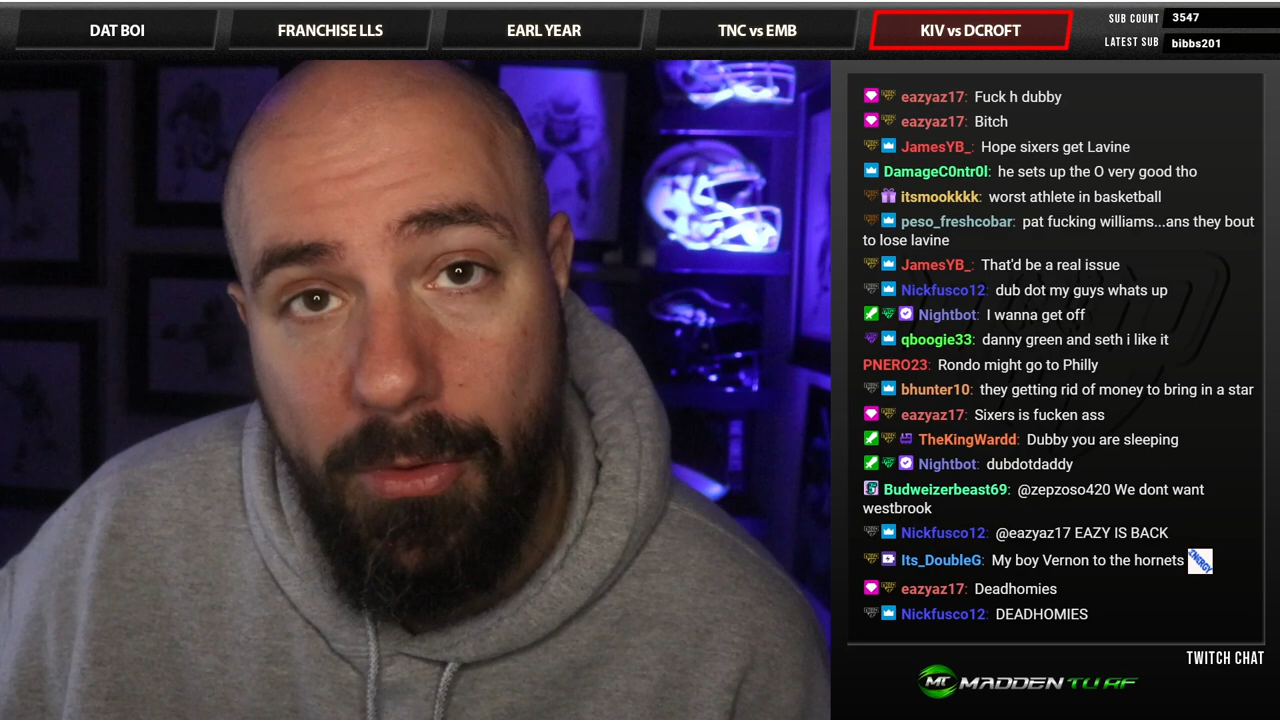 DAT BOI
FRANCHISE LLS
EARL YEAR
TNC vs EMB
KIV vs DCROFT
SUB COUNT 3547
LATEST SUB bibbs201
eazyaz17: Fuck h dubby
eazyaz17: Bitch
JamesYB_: Hope sixers get Lavine
DamageC0ntr0l: he sets up the O very good tho
itsmookkkk: worst athlete in basketball
peso_freshcobar: pat fucking williams...ans they bout
to lose lavine
JamesYB_: That'd be a real issue
Nickfusco12: dub dot my guys whats up
Nightbot: I wanna get off
qboogie33: danny green and seth i like it
PNERO23: Rondo might go to Philly
bhunter10: they getting rid of money to bring in a star
eazyaz17: Sixers is fucken ass
TheKingWardd: Dubby you are sleeping
Nightbot: dubdotdaddy
Budweizerbeast69: @zepzoso420 We dont want
westbrook
Nickfusco12: @eazyaz17 EAZY IS BACK
Its_DoubleG: My boy Vernon to the hornets ENERGY
eazyaz17: Deadhomies
Nickfusco12: DEADHOMIES
TWITCH CHAT
MT MADDEN TURF